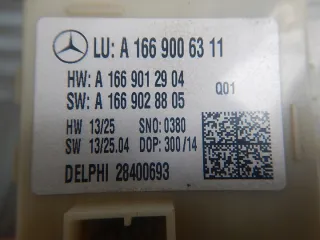 LU: A 166 900 63 11
HW: A 166 901 29 04
SW: A 166 902 88 05 Q01
HW 13/25 SNO: 0380
SW 13/25.04 DOP: 300/14
DELPHI 28400693